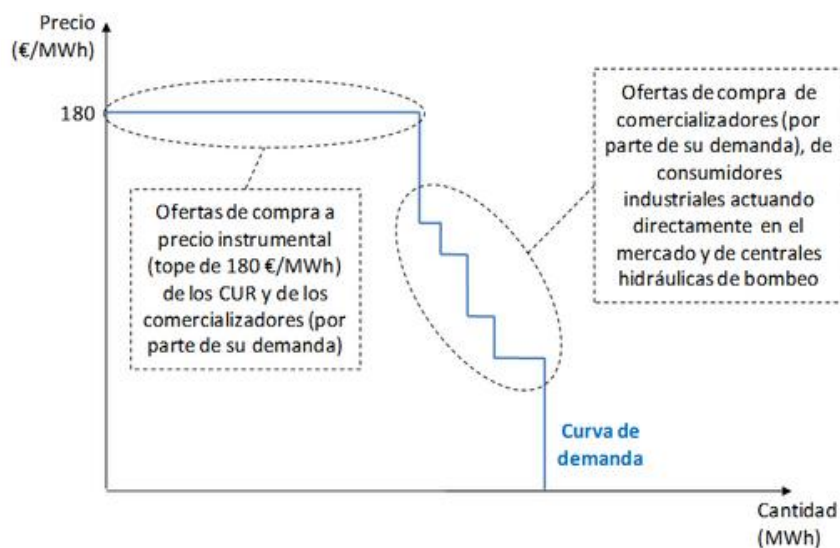 Precio
(€/MWh)
180
Ofertas de compra a
precio instrumental
(tope de 180 €/MWh)
de los CUR y de los
comercializadores (por
parte de su demanda)
Ofertas de compra de
comercializadores (por
parte de su demanda), de
consumidores
industriales actuando
directamente en el
mercado y de centrales
hidráulicas de bombeo
Curva de
demanda
Cantidad
(MWh)